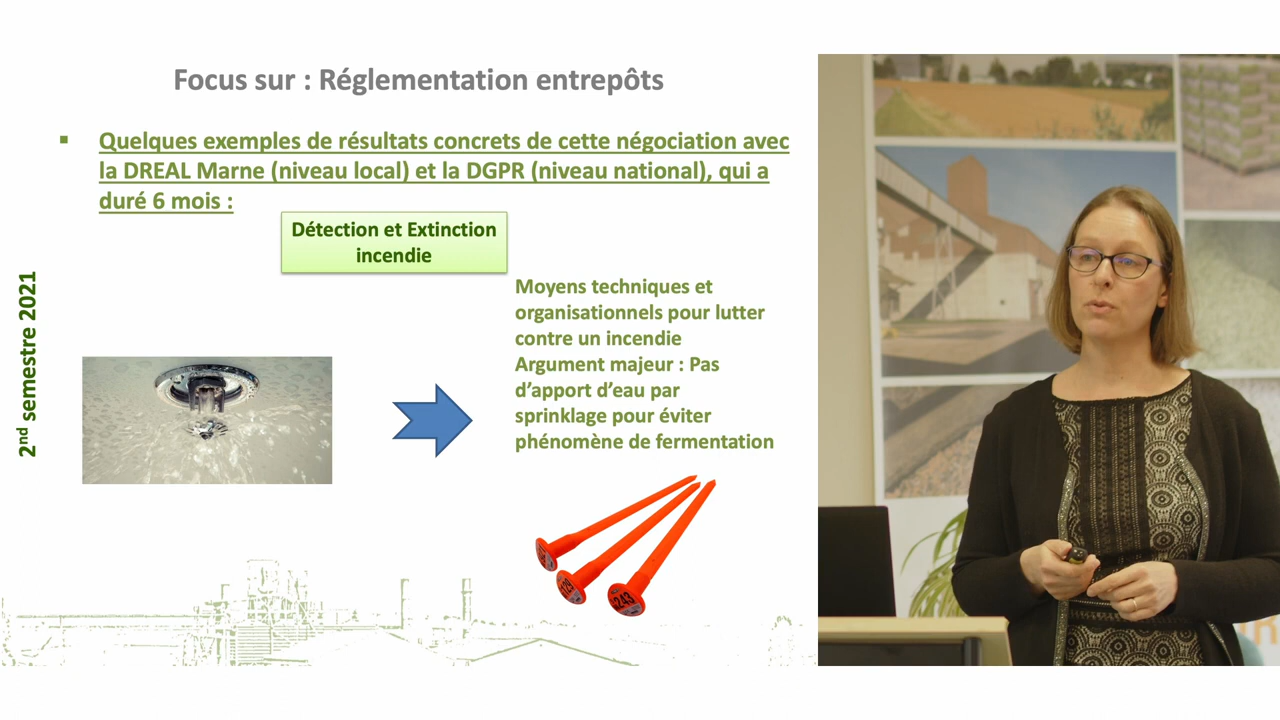 Focus sur : Réglementation entrepôts
▪ Quelques exemples de résultats concrets de cette négociation avec
la DREAL Marne (niveau local) et la DGPR (niveau national), qui a
duré 6 mois :
Détection et Extinction
incendie
2nd semestre 2021
Moyens techniques et
organisationnels pour lutter
contre un incendie
Argument majeur : Pas
d'apport d'eau par
sprinklage pour éviter
phénomène de fermentation